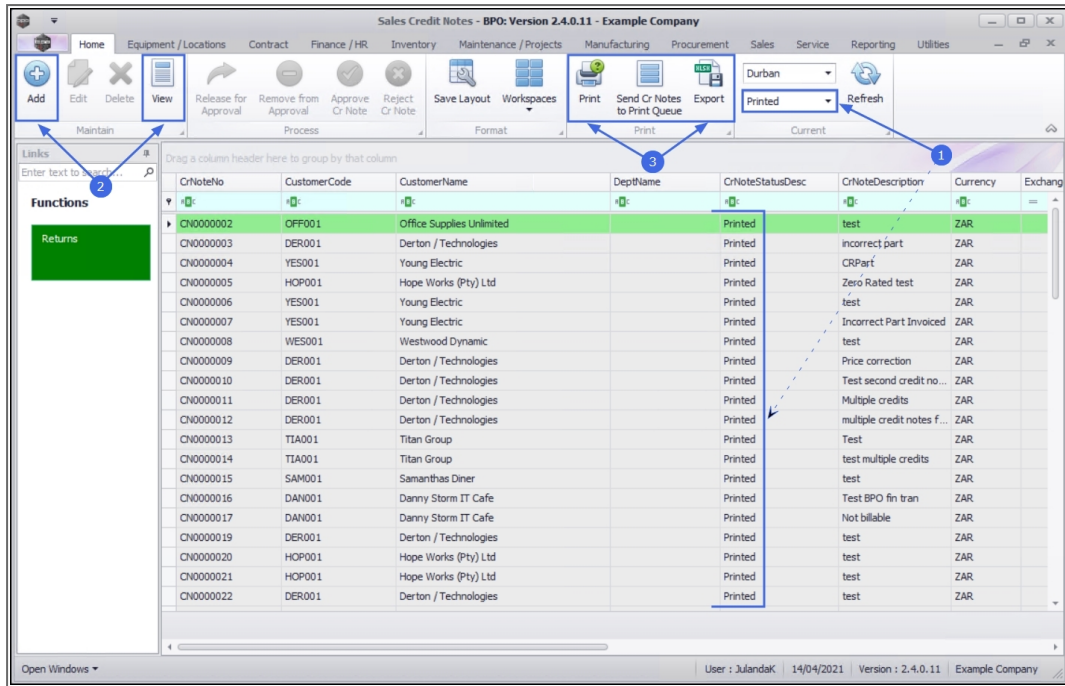 Sales Credit Notes - BPO: Version 2.4.0.11 - Example Company
Home Equipment / Locations Contract Finance / HR Inventory Maintenance / Projects Manufacturing Procurement Sales Service Reporting Utilities
Add Edit Delete View Release for Approval Remove from Approval Approve Cr Note Reject Cr Note Save Layout Workspaces Print Send Cr Notes to Print Queue Export Durban Printed Refresh
Maintain Process Format Print Current
1
2
3
Links
Enter text to search...
Functions
Returns
Drag a column header here to group by that column
CrNoteNo CustomerCode CustomerName DeptName CrNoteStatusDesc CrNoteDescription Currency Exchang
CN0000002 OFF001 Office Supplies Unlimited Printed test ZAR
CN0000003 DER001 Derton / Technologies Printed incorrect part ZAR
CN0000004 YES001 Young Electric Printed CRPart ZAR
CN0000005 HOP001 Hope Works (Pty) Ltd Printed Zero Rated test ZAR
CN0000006 YES001 Young Electric Printed test ZAR
CN0000007 YES001 Young Electric Printed Incorrect Part Invoiced ZAR
CN0000008 WES001 Westwood Dynamic Printed test ZAR
CN0000009 DER001 Derton / Technologies Printed Price correction ZAR
CN0000010 DER001 Derton / Technologies Printed Test second credit no... ZAR
CN0000011 DER001 Derton / Technologies Printed Multiple credits ZAR
CN0000012 DER001 Derton / Technologies Printed multiple credit notes f... ZAR
CN0000013 TIA001 Titan Group Printed Test ZAR
CN0000014 TIA001 Titan Group Printed test multiple credits ZAR
CN0000015 SAM001 Samanthas Diner Printed test ZAR
CN0000016 DAN001 Danny Storm IT Cafe Printed Test BPO fin tran ZAR
CN0000017 DAN001 Danny Storm IT Cafe Printed Not billable ZAR
CN0000019 DER001 Derton / Technologies Printed test ZAR
CN0000020 HOP001 Hope Works (Pty) Ltd Printed test ZAR
CN0000021 HOP001 Hope Works (Pty) Ltd Printed test ZAR
CN0000022 DER001 Derton / Technologies Printed test ZAR
Open Windows User : JulandaK 14/04/2021 Version : 2.4.0.11 Example Company